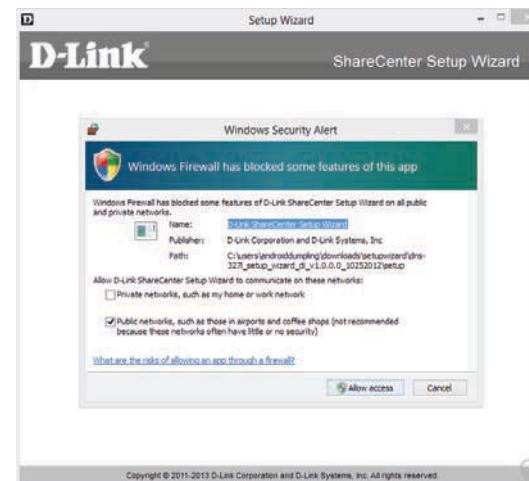 Setup Wizard
D-Link
ShareCenter Setup Wizard
Windows Security Alert
Windows Firewall has blocked some features of this app
Windows Firewall has blocked some features of D-Link ShareCenter Setup Wizard on all public
and private networks.
Name: D-Link ShareCenter Setup Wizard
Publisher: D-Link Corporation and D-Link Systems, Inc
Path: C:\users\androiddumpling\downloads\setupwizard\dns-
327l_setup_wizard_di_v1.0.0.0_10252012\setup
Allow D-Link ShareCenter Setup Wizard to communicate on these networks:
Private networks, such as my home or work network
Public networks, such as those in airports and coffee shops (not recommended
because these networks often have little or no security)
What are the risks of allowing an app through a firewall?
Allow access
Cancel
Copyright © 2011-2013 D-Link Corporation and D-Link Systems, Inc. All rights reserved.